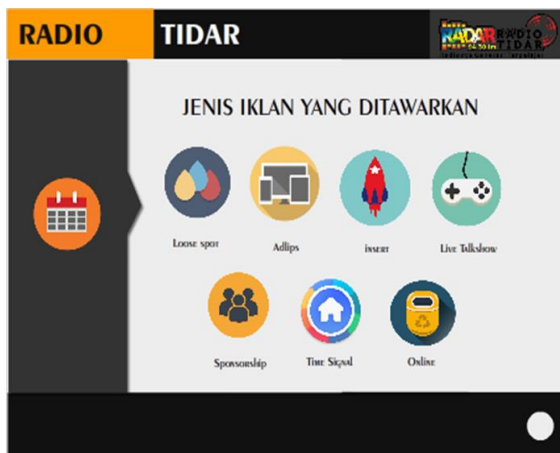 RADIO TIDAR
RADAR RADIO
TIDAR
JENIS IKLAN YANG DITAWARKAN
Loose spot
Adlips
insert
Live Talkshow
Sponsorship
Time Signal
Online